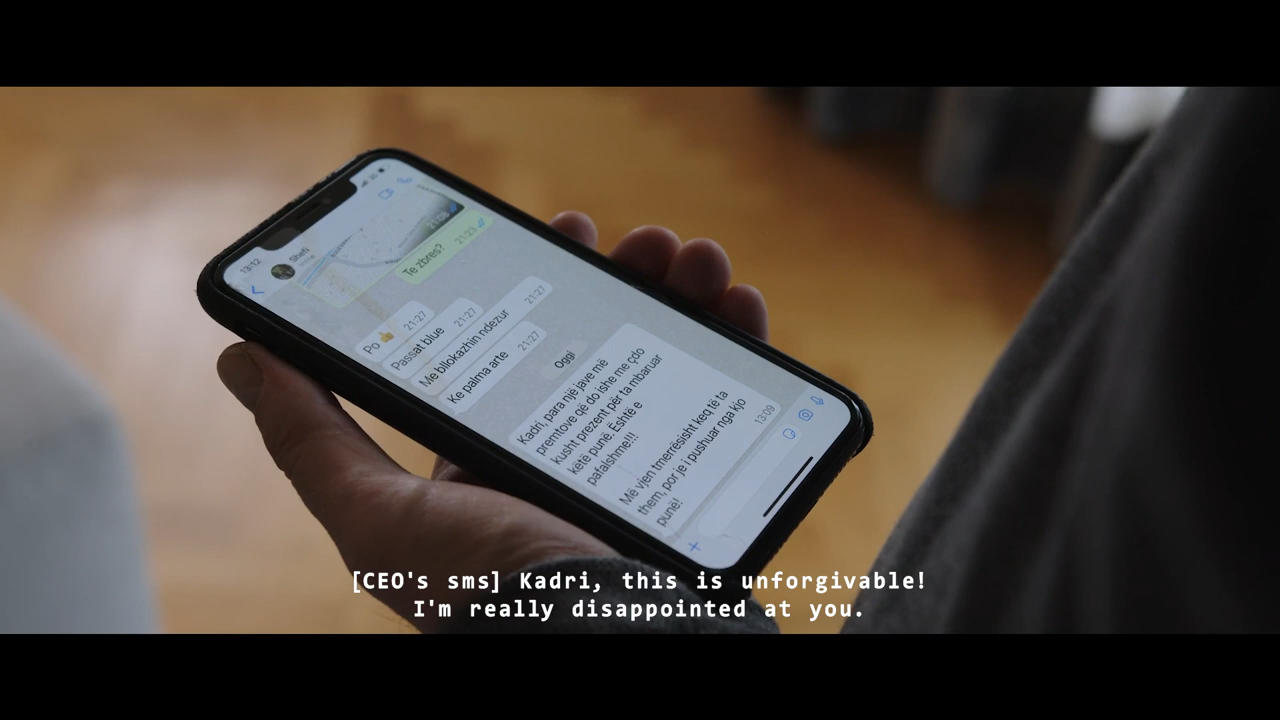 13:12
Shefi
21:23
Te zbres?
Po 👍 21:27
Passat blue 21:27
Me bllokazhin ndezur 21:27
Ke palma arte 21:27
Oggi
Kadri, para një jave më
premtove që do ishe me çdo
kusht prezent për ta mbaruar
këtë punë. Është e
pafalshme!!!
Më vjen tmerrësisht keq të ta
them, por je i pushuar nga kjo
punë!
13:09
[CEO's sms] Kadri, this is unforgivable!
I'm really disappointed at you.